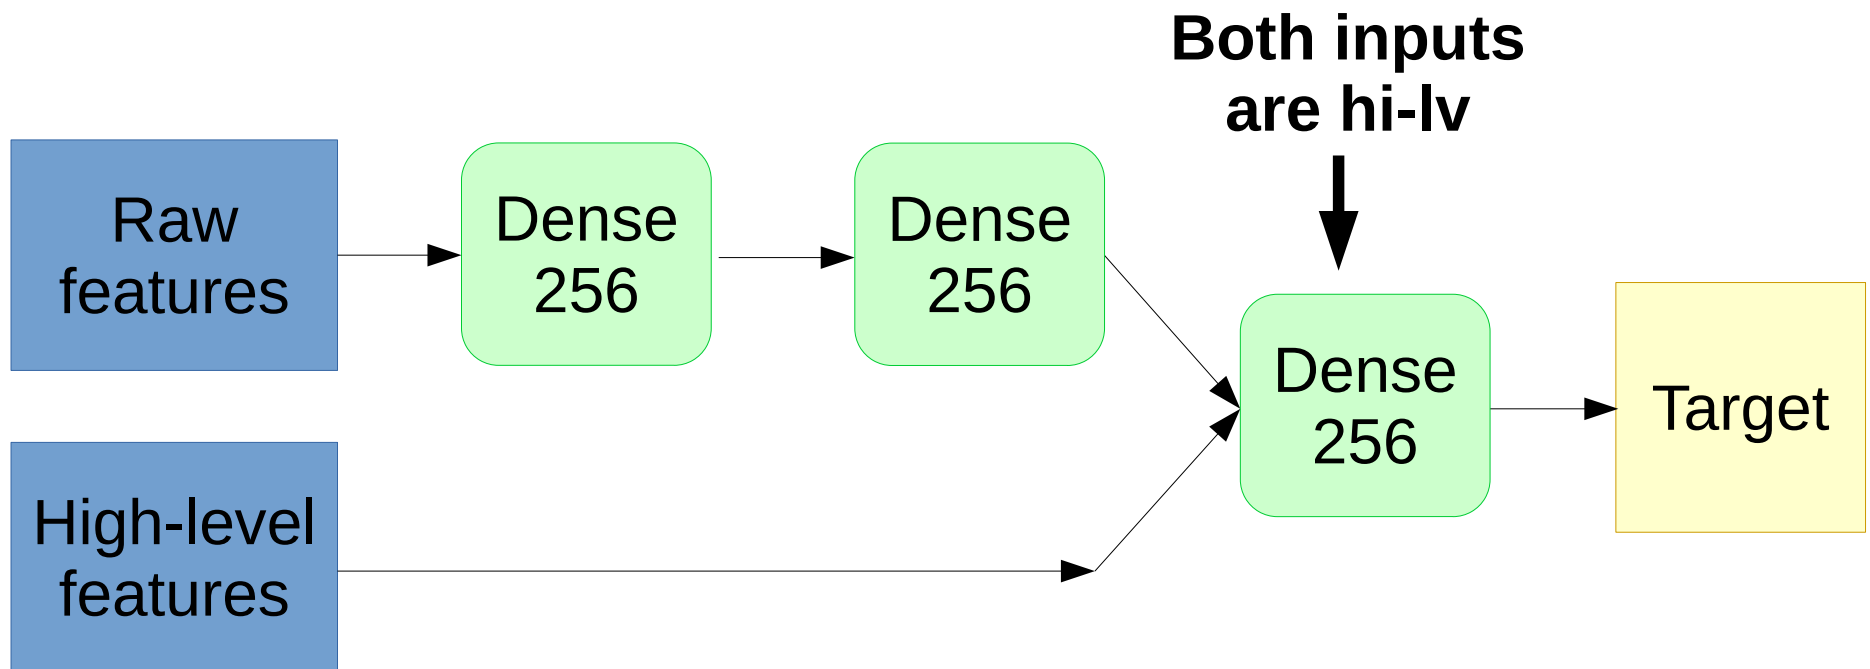 Both inputs
are hi-lv
Raw
features
Dense
256
Dense
256
Dense
256
Target
High-level
features